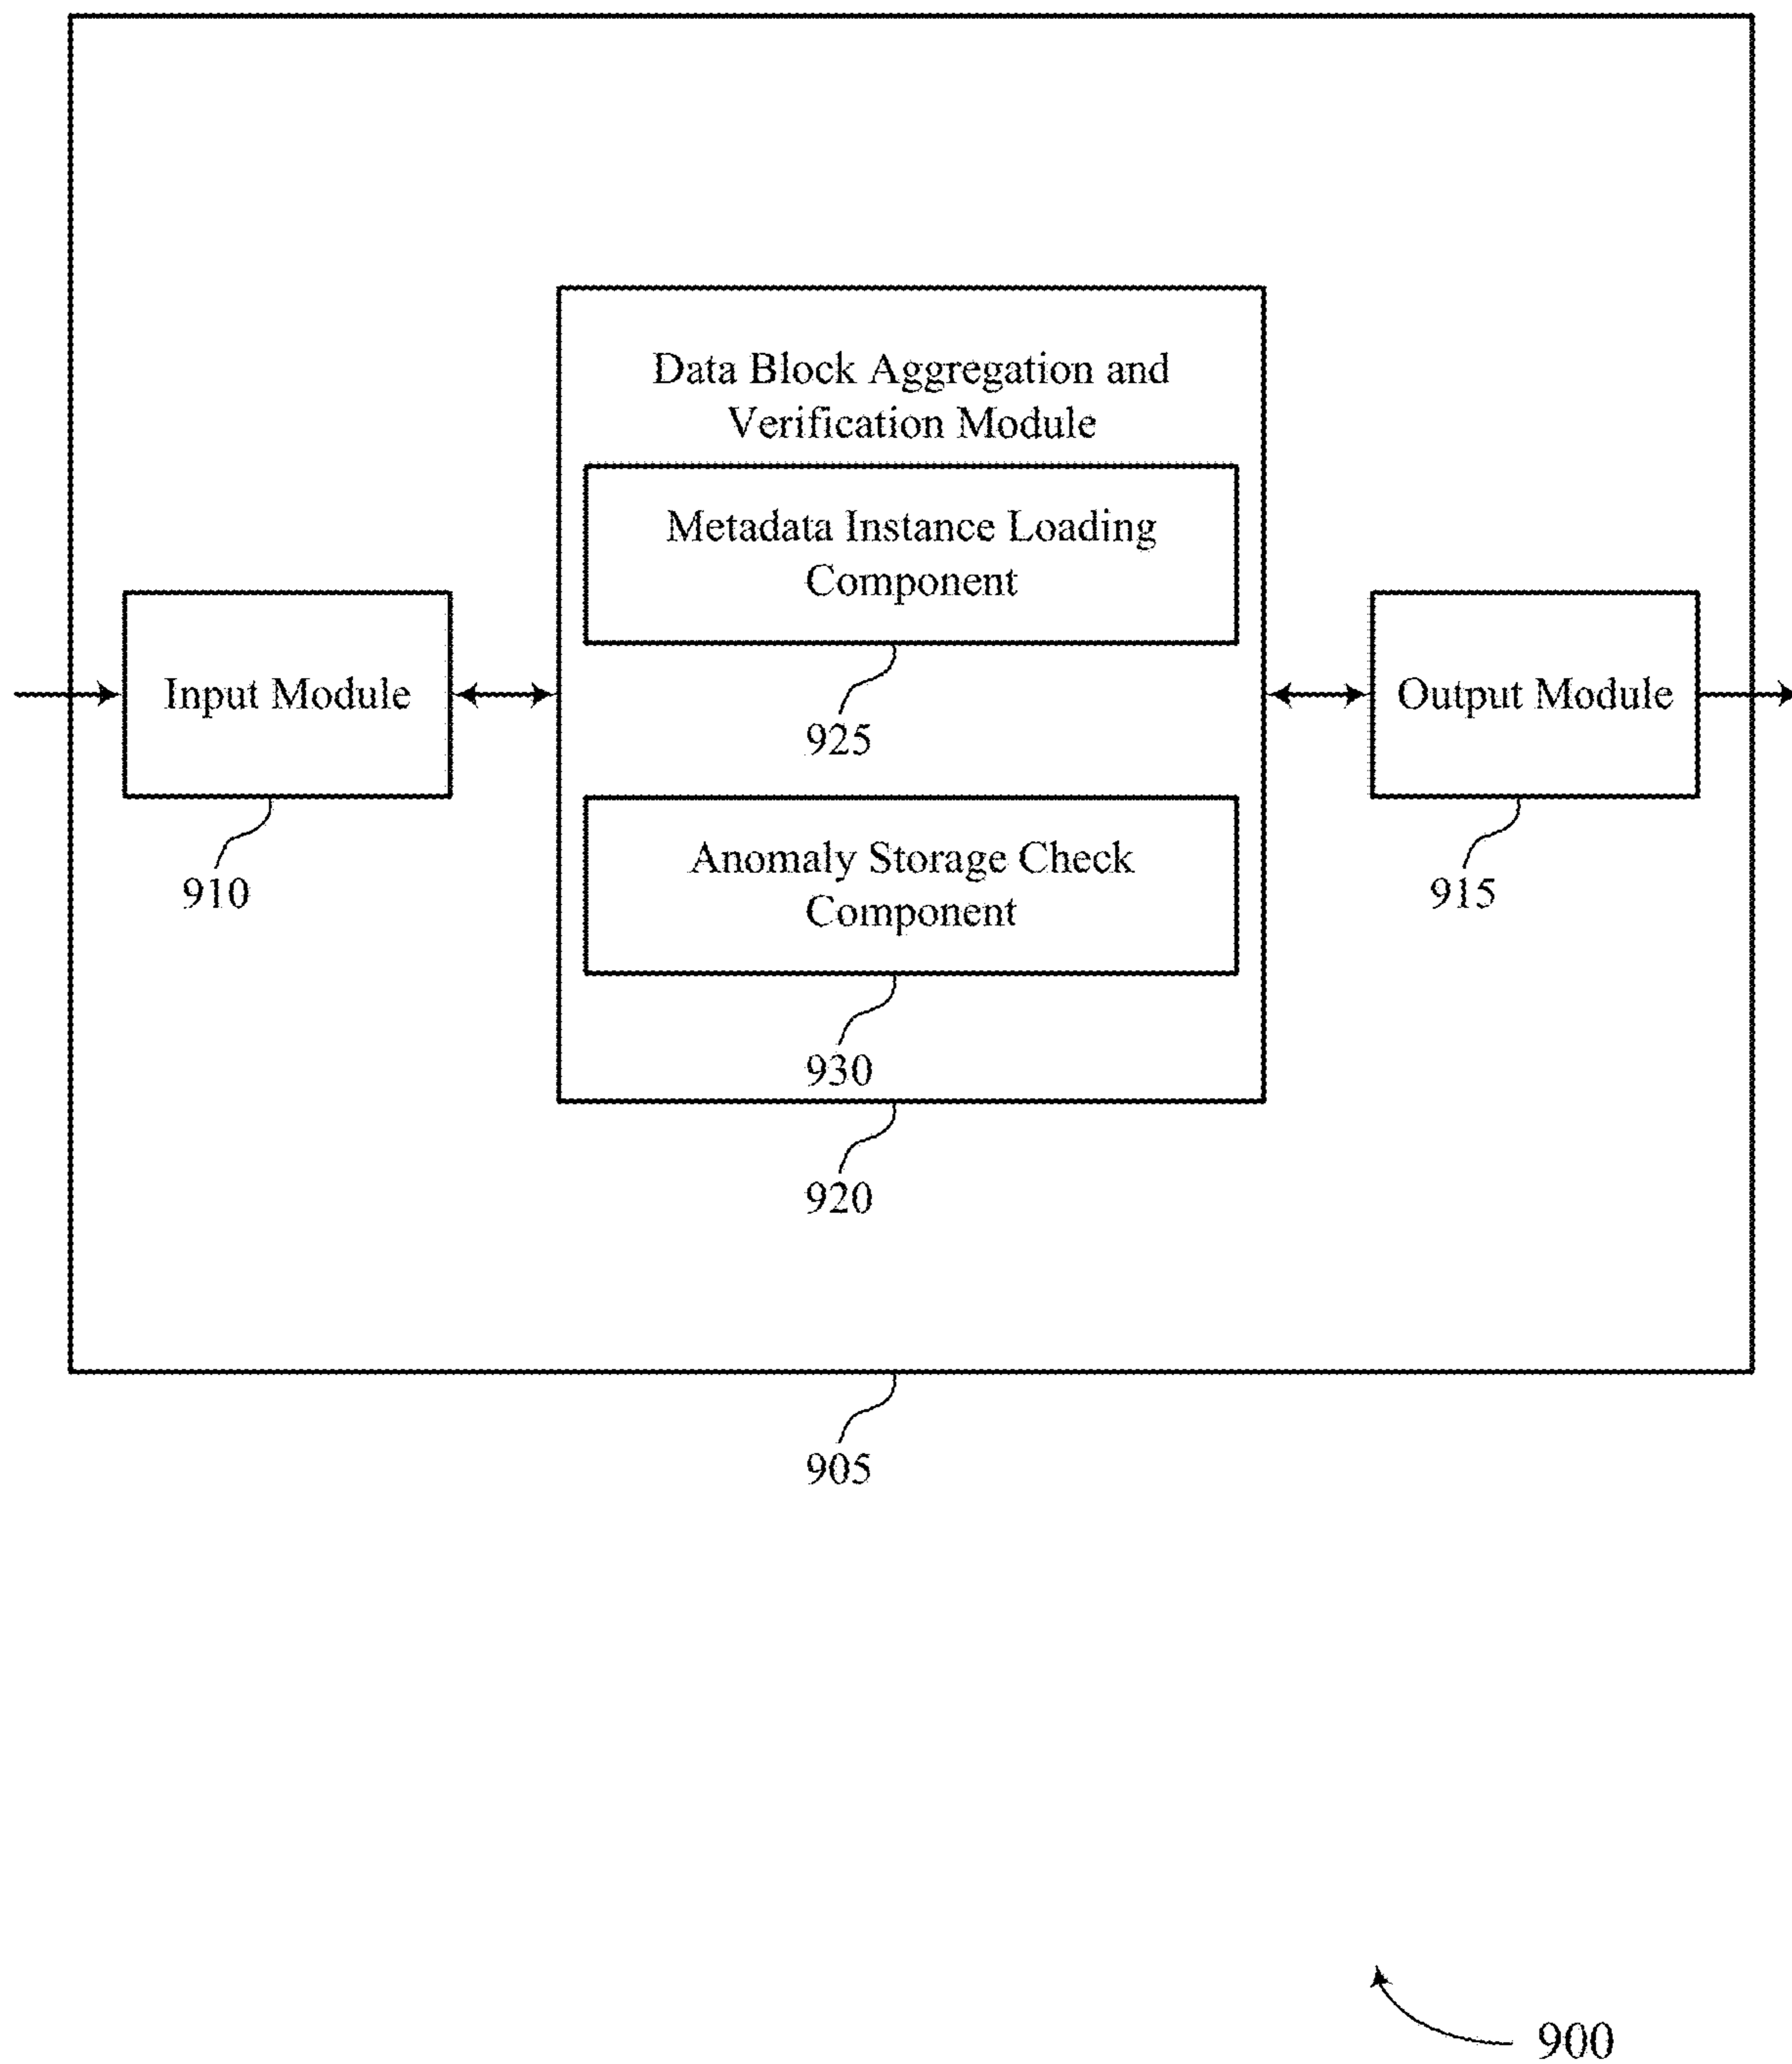 Data Block Aggregation and
Verification Module
Metadata Instance Loading
Component
925
Input Module
910
Output Module
915
Anomaly Storage Check
Component
930
920
905
900